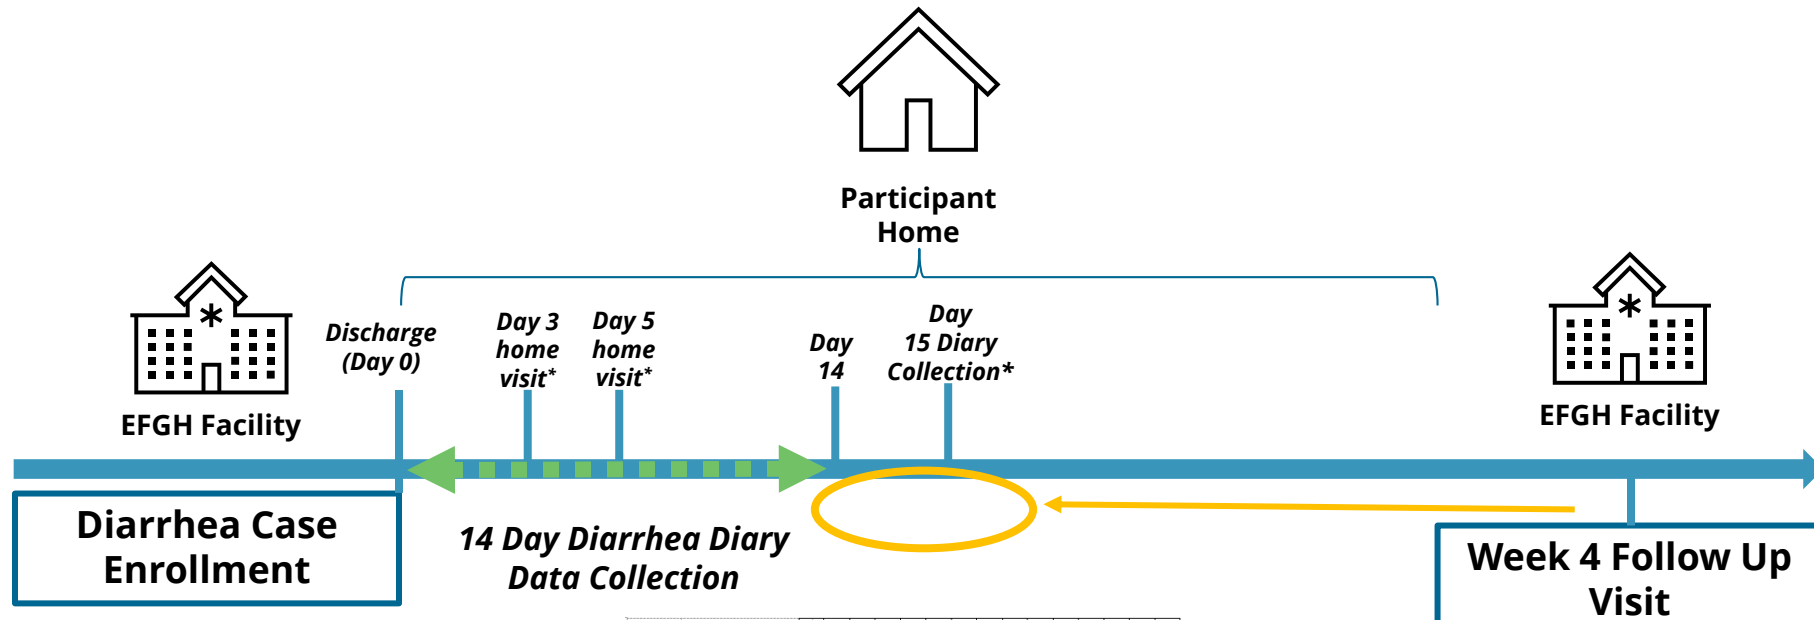 Participant
Home
EFGH Facility
Discharge
(Day 0)
Day 3
home
visit*
Day 5
home
visit*
Day
14
Day
15 Diary
Collection*
EFGH Facility
Diarrhea Case
Enrollment
14 Day Diarrhea Diary
Data Collection
Week 4 Follow Up
Visit